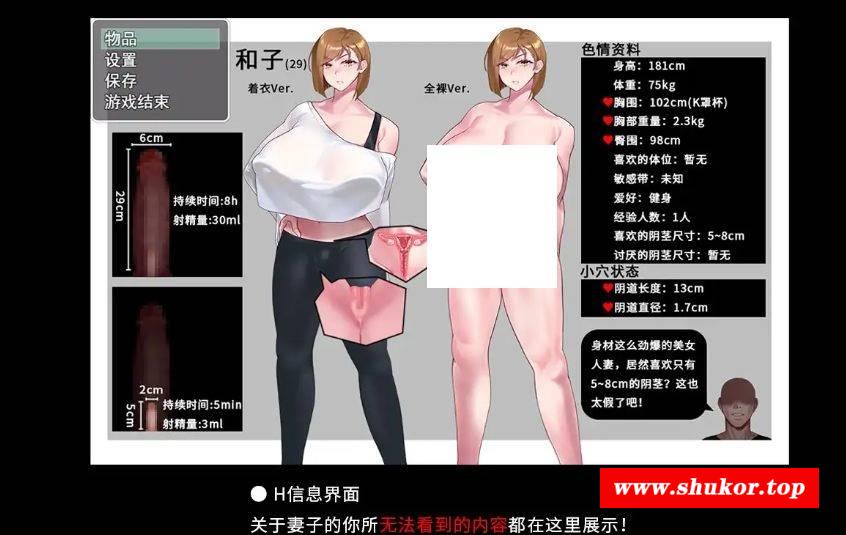 物品
设置
保存
游戏结束
和子(29)
着衣Ver.
全裸Ver.
6cm
29cm
持续时间:8h
射精量:30ml
2cm
5cm
持续时间:5min
射精量:3ml
色情资料
身高：181cm
体重：75kg
胸围：102cm(K罩杯)
胸部重量：2.3kg
臀围：98cm
喜欢的体位：暂无
敏感带：未知
爱好：健身
经验人数：1人
喜欢的阴茎尺寸：5~8cm
讨厌的阴茎尺寸：暂无
小穴状态
阴道长度：13cm
阴道直径：1.7cm
身材这么劲爆的美女
人妻，居然喜欢只有
5~8cm的阴茎？这也
太假了吧！
● H信息界面
www.shukor.top
关于妻子的你所无法看到的内容都在这里展示！